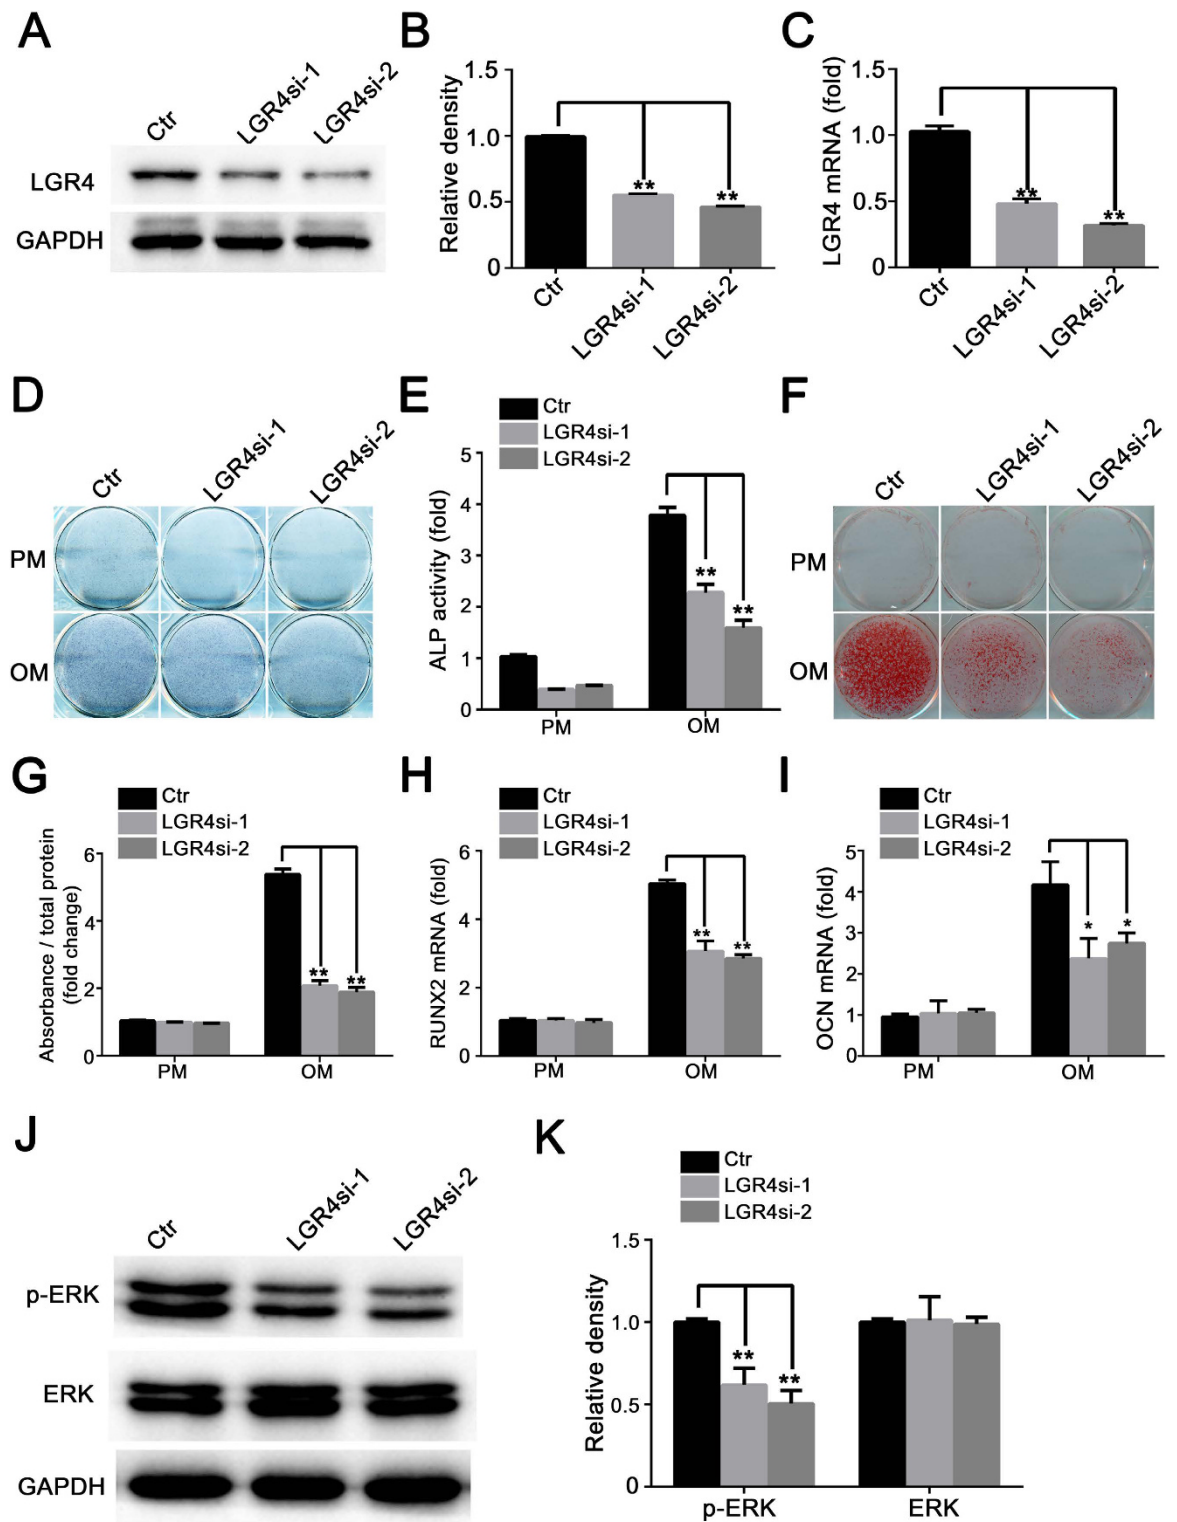 A
Ctr
LGR4si-1
LGR4si-2
LGR4
GAPDH
B
Relative density
1.5
1.0
0.5
0
**
**
Ctr
LGR4si-1
LGR4si-2
C
LGR4 mRNA (fold)
1.5
1.0
0.5
0
**
**
Ctr
LGR4si-1
LGR4si-2
D
Ctr
LGR4si-1
LGR4si-2
PM
OM
E
Ctr
LGR4si-1
LGR4si-2
ALP activity (fold)
5
4
3
2
1
0
**
**
PM
OM
F
Ctr
LGR4si-1
LGR4si-2
PM
OM
G
Ctr
LGR4si-1
LGR4si-2
Absorbance / total protein
(fold change)
6
4
2
0
**
**
PM
OM
H
Ctr
LGR4si-1
LGR4si-2
RUNX2 mRNA (fold)
6
4
2
0
**
**
PM
OM
I
Ctr
LGR4si-1
LGR4si-2
OCN mRNA (fold)
5
4
3
2
1
0
*
*
PM
OM
J
Ctr
LGR4si-1
LGR4si-2
p-ERK
ERK
GAPDH
K
Ctr
LGR4si-1
LGR4si-2
Relative density
1.5
1.0
0.5
0
**
**
p-ERK
ERK